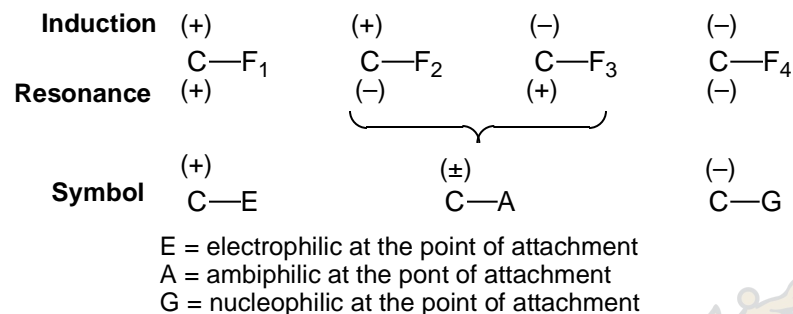 Induction (+) (+) (–) (–)
C—F₁ C—F₂ C—F₃ C—F₄
Resonance (+) (–) (+) (–)
(+) (±) (–)
Symbol C—E C—A C—G
E = electrophilic at the point of attachment
A = ambiphilic at the pont of attachment
G = nucleophilic at the point of attachment